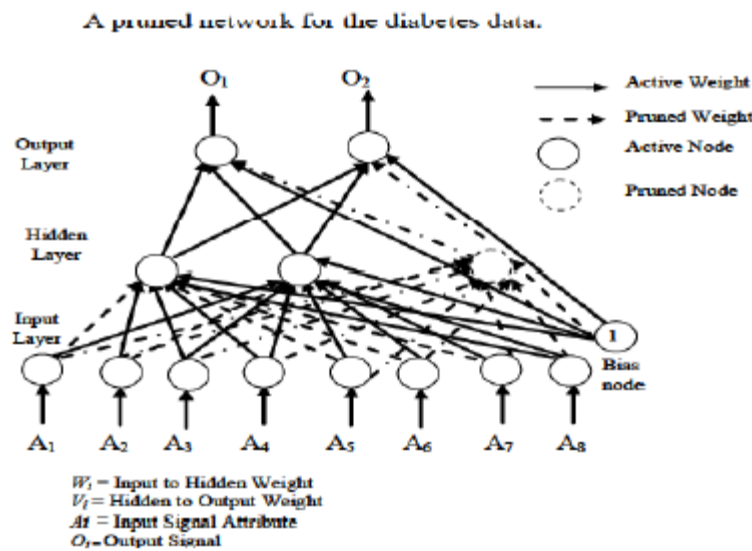 A pruned network for the diabetes data.
O1 O2
Active Weight
Pruned Weight
Active Node
Pruned Node
Output
Layer
Hidden
Layer
Input
Layer
1
Bias
node
A1 A2 A3 A4 A5 A6 A7 A8
Wi = Input to Hidden Weight
Vi = Hidden to Output Weight
Ai = Input Signal Attribute
Oi = Output Signal